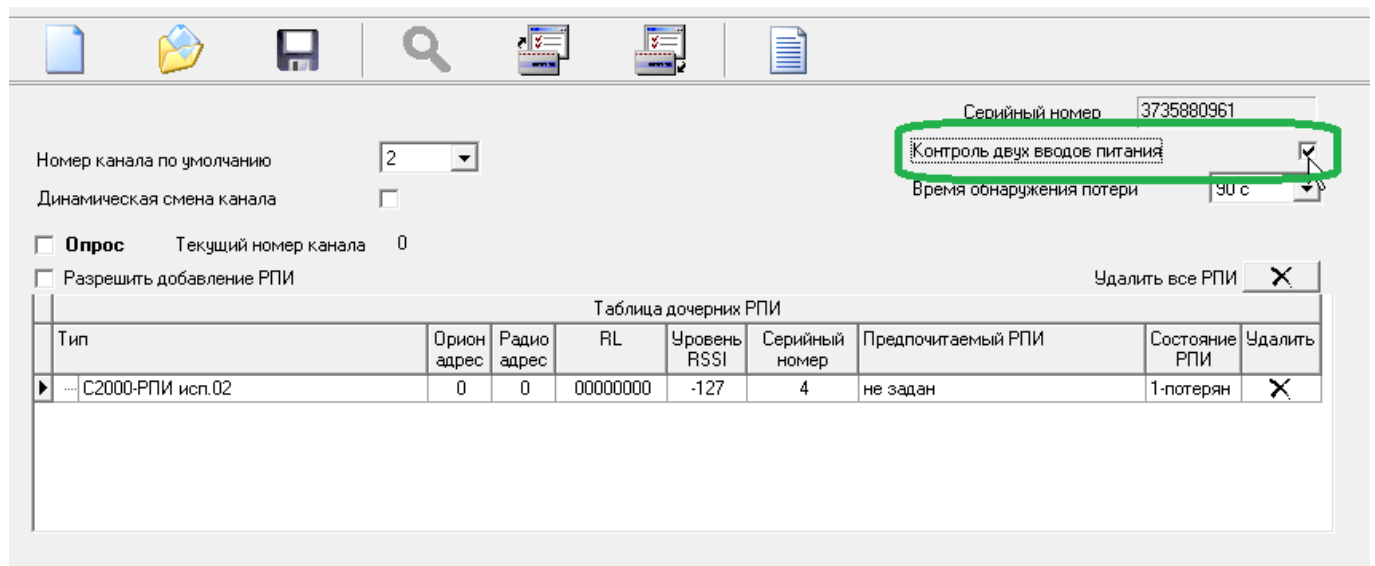 Серийный номер 3735880961
Номер канала по умолчанию 2 Контроль двух вводов питания
Динамическая смена канала Время обнаружения потери 90 с
Опрос Текущий номер канала 0
Разрешить добавление РПИ Удалить все РПИ
Таблица дочерних РПИ
Тип Орион адрес Радио адрес RL Уровень RSSI Серийный номер Предпочитаемый РПИ Состояние РПИ Удалить
С2000-РПИ исп.02 0 0 00000000 -127 4 не задан 1-потерян